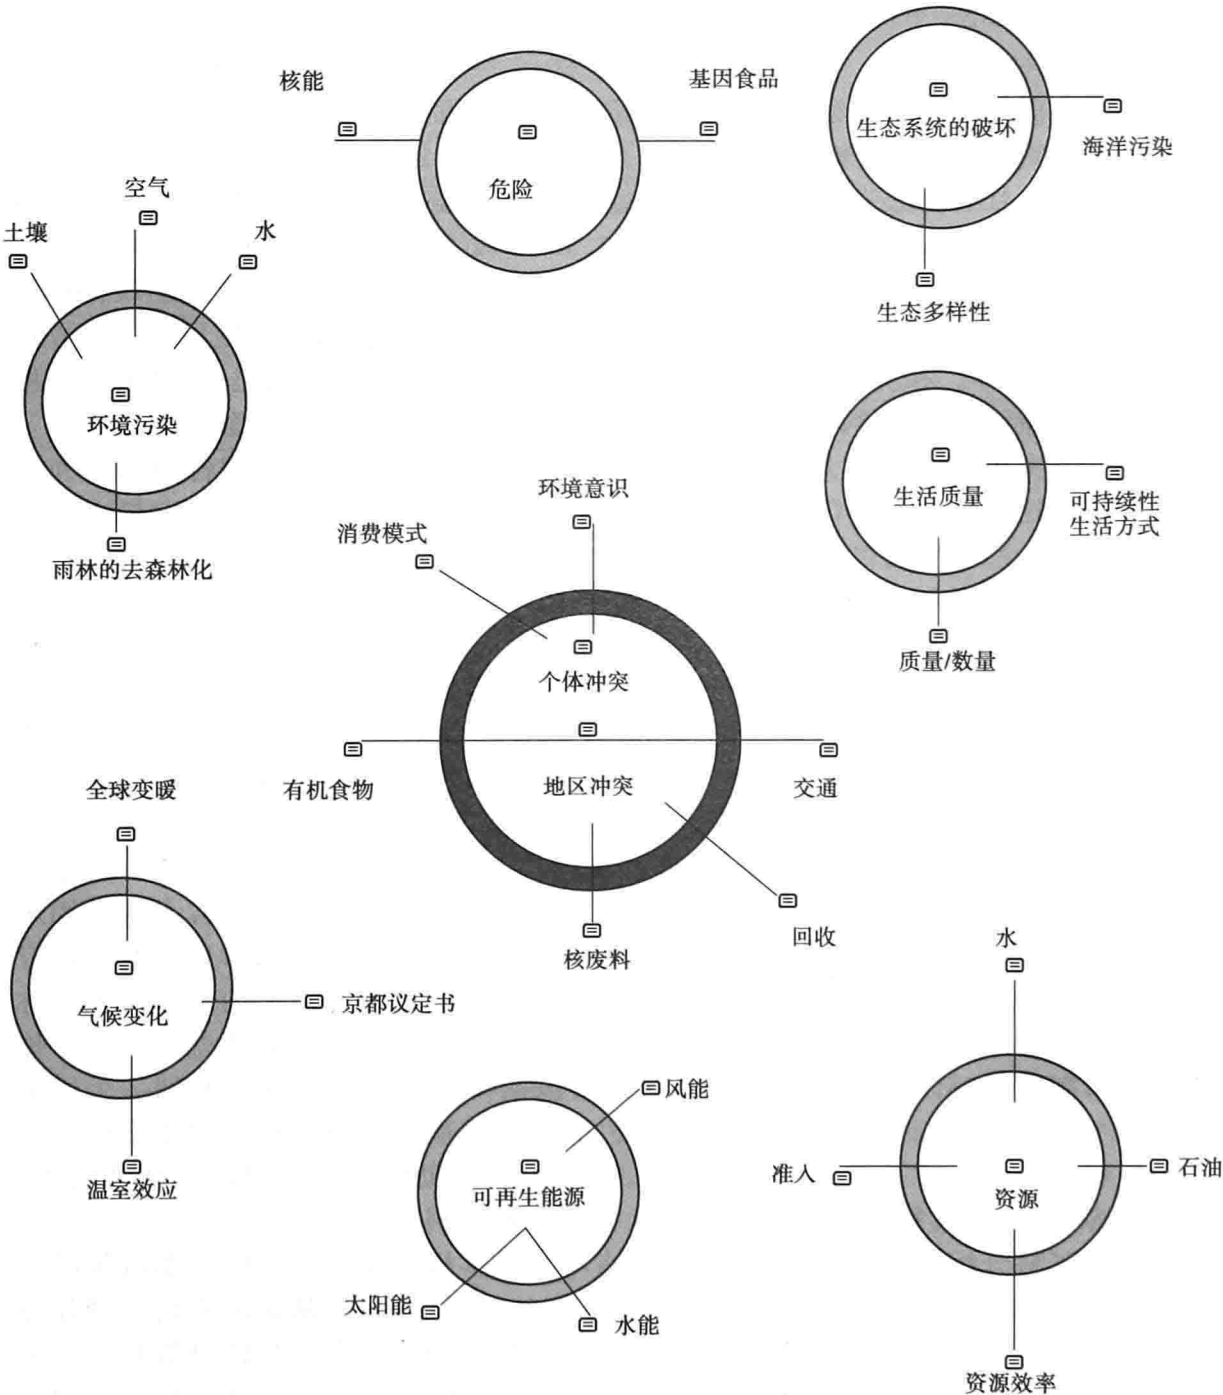 核能
基因食品
危险
生态系统的破坏
海洋污染
生态多样性
空气
土壤
水
环境污染
雨林的去森林化
生活质量
可持续性
生活方式
质量/数量
环境意识
消费模式
个体冲突
地区冲突
有机食物
交通
回收
核废料
全球变暖
气候变化
京都议定书
温室效应
风能
可再生能源
太阳能
水能
水
准入
石油
资源
资源效率